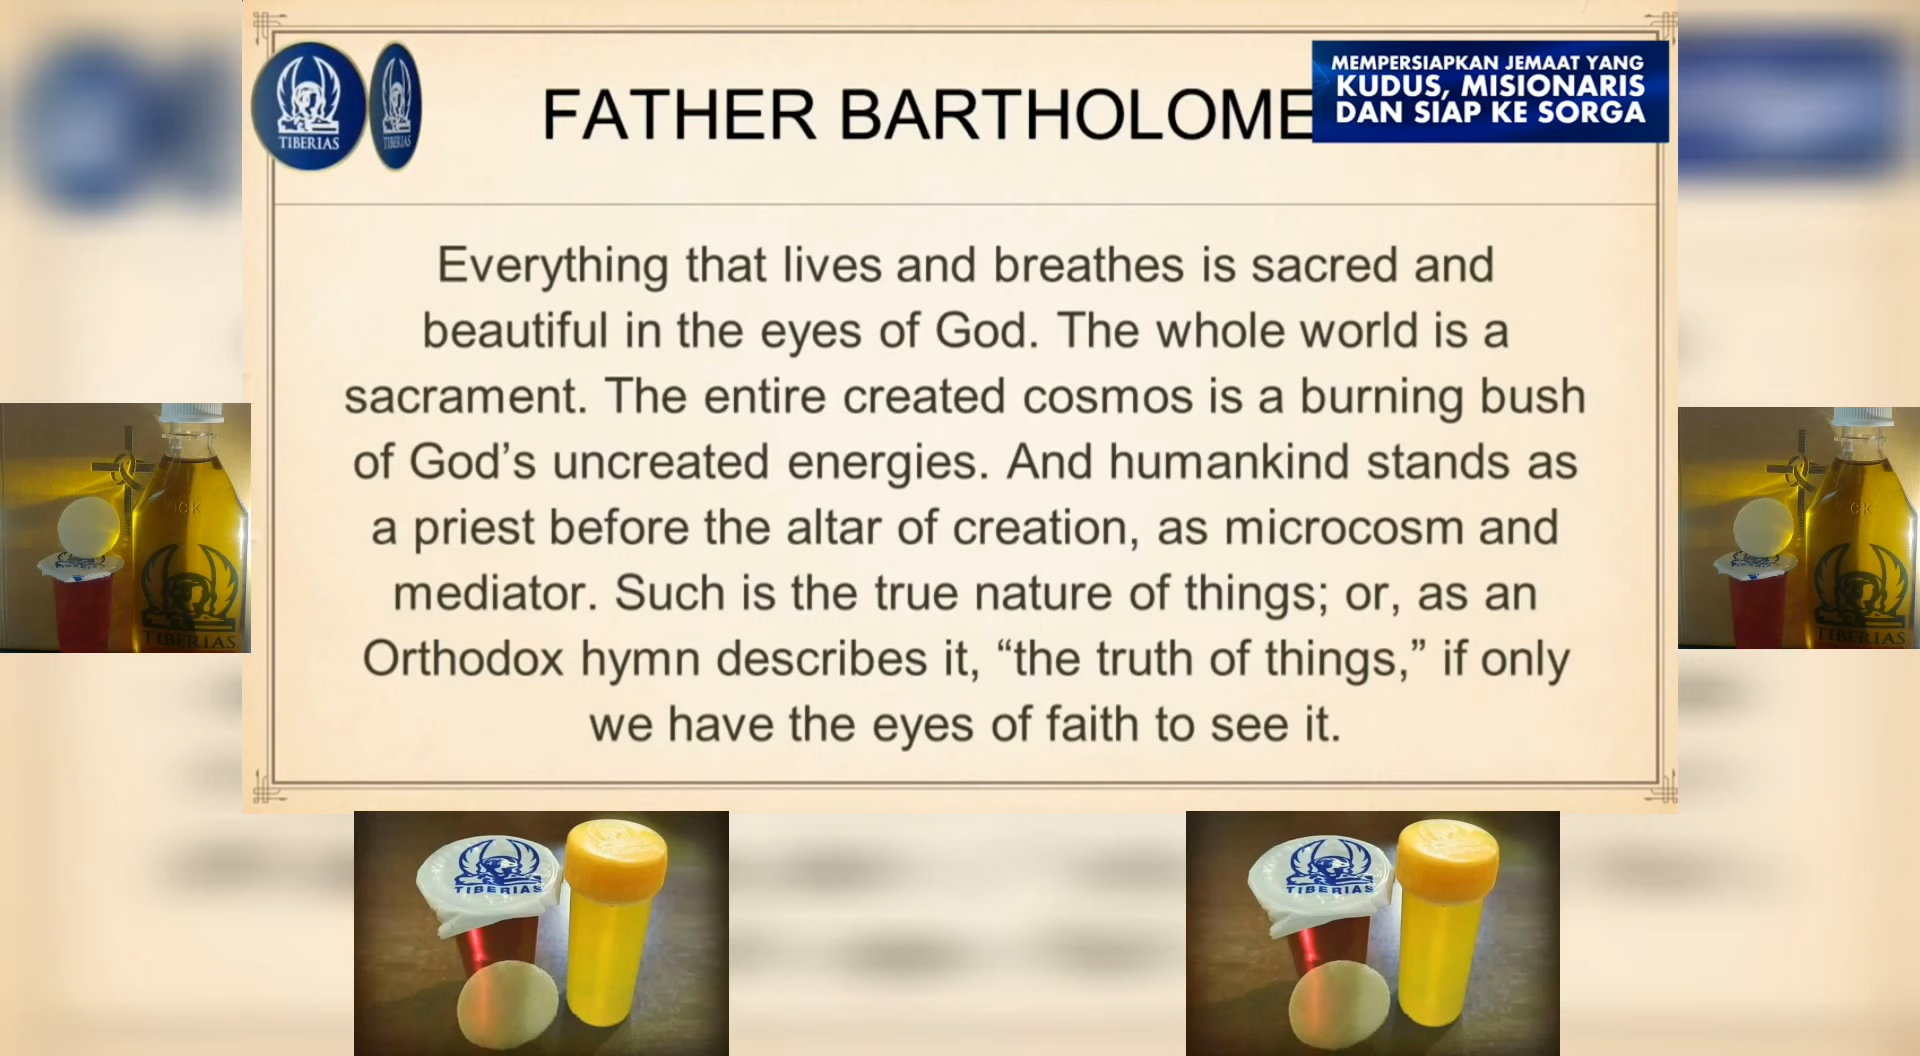 TIBERIAS
TIBERIAS
FATHER BARTHOLOME
MEMPERSIAPKAN JEMAAT YANG
KUDUS, MISIONARIS
DAN SIAP KE SORGA
Everything that lives and breathes is sacred and
beautiful in the eyes of God. The whole world is a
sacrament. The entire created cosmos is a burning bush
of God’s uncreated energies. And humankind stands as
a priest before the altar of creation, as microcosm and
mediator. Such is the true nature of things; or, as an
Orthodox hymn describes it, “the truth of things,” if only
we have the eyes of faith to see it.
TIBERIAS
TIBERIAS
TIBERIAS
TIBERIAS